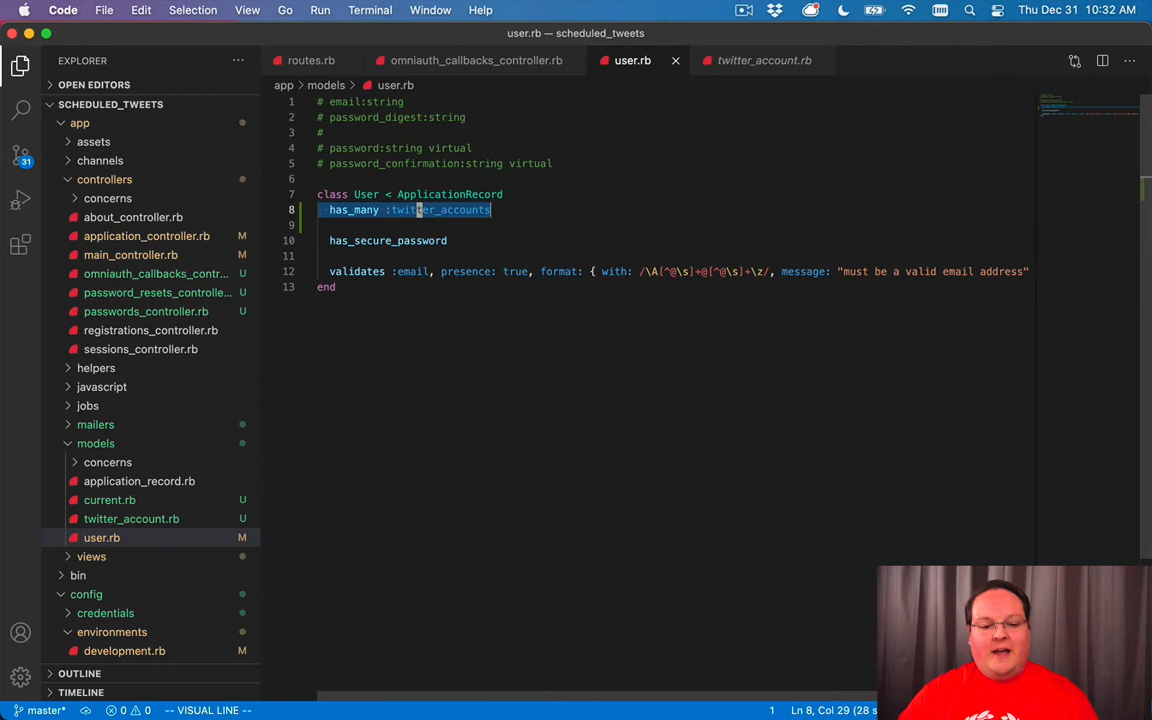 Code File Edit Selection View Go Run Terminal Window Help Thu Dec 31 10:32 AM
user.rb — scheduled_tweets
EXPLORER
routes.rb omniauth_callbacks_controller.rb user.rb twitter_account.rb
OPEN EDITORS
app models user.rb
SCHEDULED_TWEETS
app
assets
channels
controllers
concerns
about_controller.rb
application_controller.rb M
main_controller.rb M
omniauth_callbacks_contr... U
password_resets_controlle... U
passwords_controller.rb U
registrations_controller.rb
sessions_controller.rb
helpers
javascript
jobs
mailers
models
concerns
application_record.rb
current.rb U
twitter_account.rb U
user.rb M
views
bin
config
credentials
environments
development.rb M
OUTLINE
TIMELINE
31
1 # email:string
2 # password_digest:string
3 #
4 # password:string virtual
5 # password_confirmation:string virtual
6
7 class User < ApplicationRecord
8 has_many :twitter_accounts
9
10 has_secure_password
11
12 validates :email, presence: true, format: { with: /\A[^@\s]+@[^@\s]+\z/, message: "must be a valid email address"
13 end
master* 0 0 -- VISUAL LINE -- 1 Ln 8, Col 29 (28 s